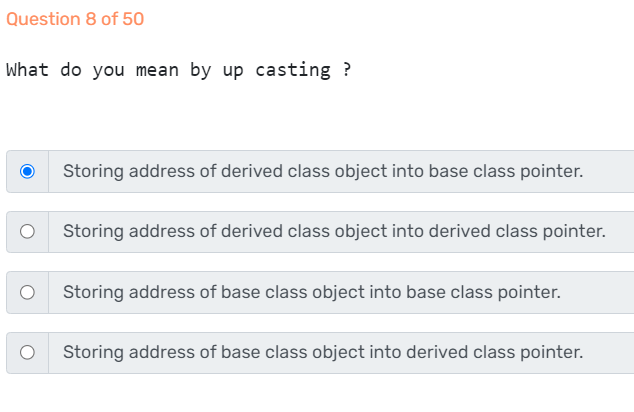 Question 8 of 50
What do you mean by up casting ?
Storing address of derived class object into base class pointer.
Storing address of derived class object into derived class pointer.
Storing address of base class object into base class pointer.
Storing address of base class object into derived class pointer.